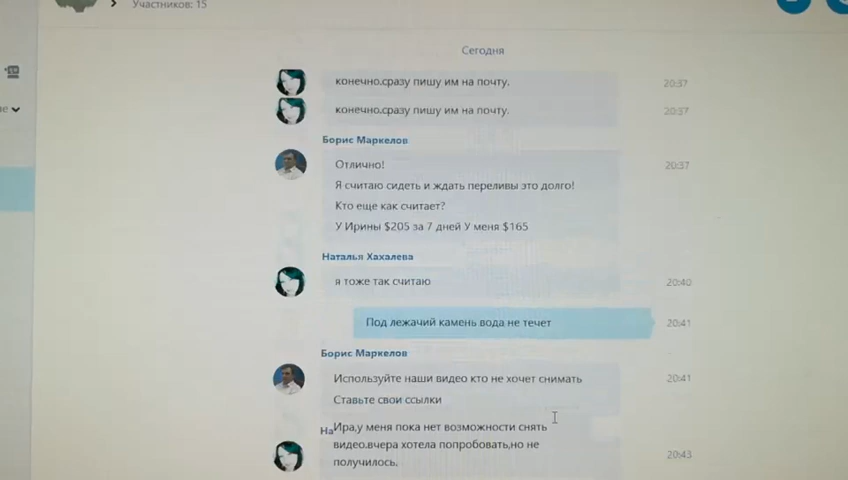 Участников: 15
Сегодня
конечно.сразу пишу им на почту.
20:37
конечно.сразу пишу им на почту.
20:37
Борис Маркелов
Отлично!
20:37
Я считаю сидеть и ждать переливы это долго!
Кто еще как считает?
У Ирины $205 за 7 дней У меня $165
Наталья Хахалева
я тоже так считаю
20:40
Под лежачий камень вода не течет
20:41
Борис Маркелов
Используйте наши видео кто не хочет снимать
20:41
Ставьте свои ссылки
На
Ира,у меня пока нет возможности снять
видео.вчера хотела попробовать,но не
20:43
получилось.